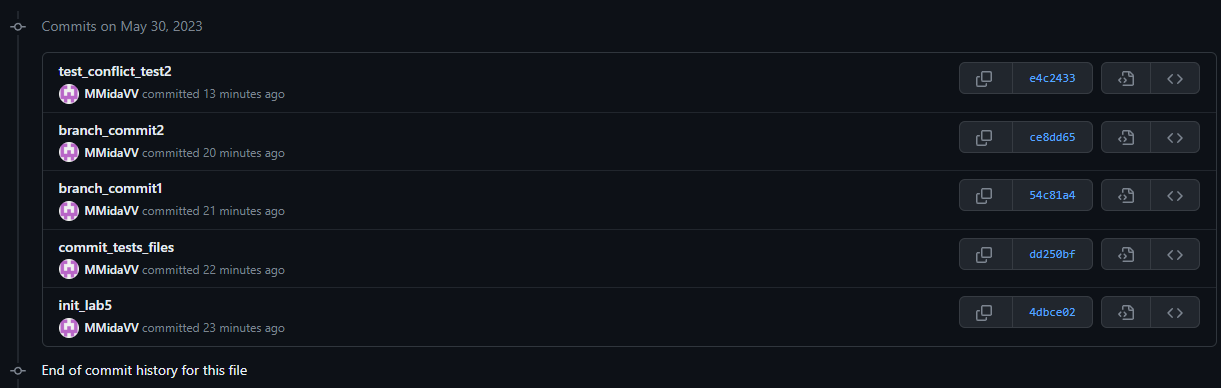 Commits on May 30, 2023
test_conflict_test2
MMidaVV committed 13 minutes ago
e4c2433
branch_commit2
MMidaVV committed 20 minutes ago
ce8dd65
branch_commit1
MMidaVV committed 21 minutes ago
54c81a4
commit_tests_files
MMidaVV committed 22 minutes ago
dd250bf
init_lab5
MMidaVV committed 23 minutes ago
4dbce02
End of commit history for this file